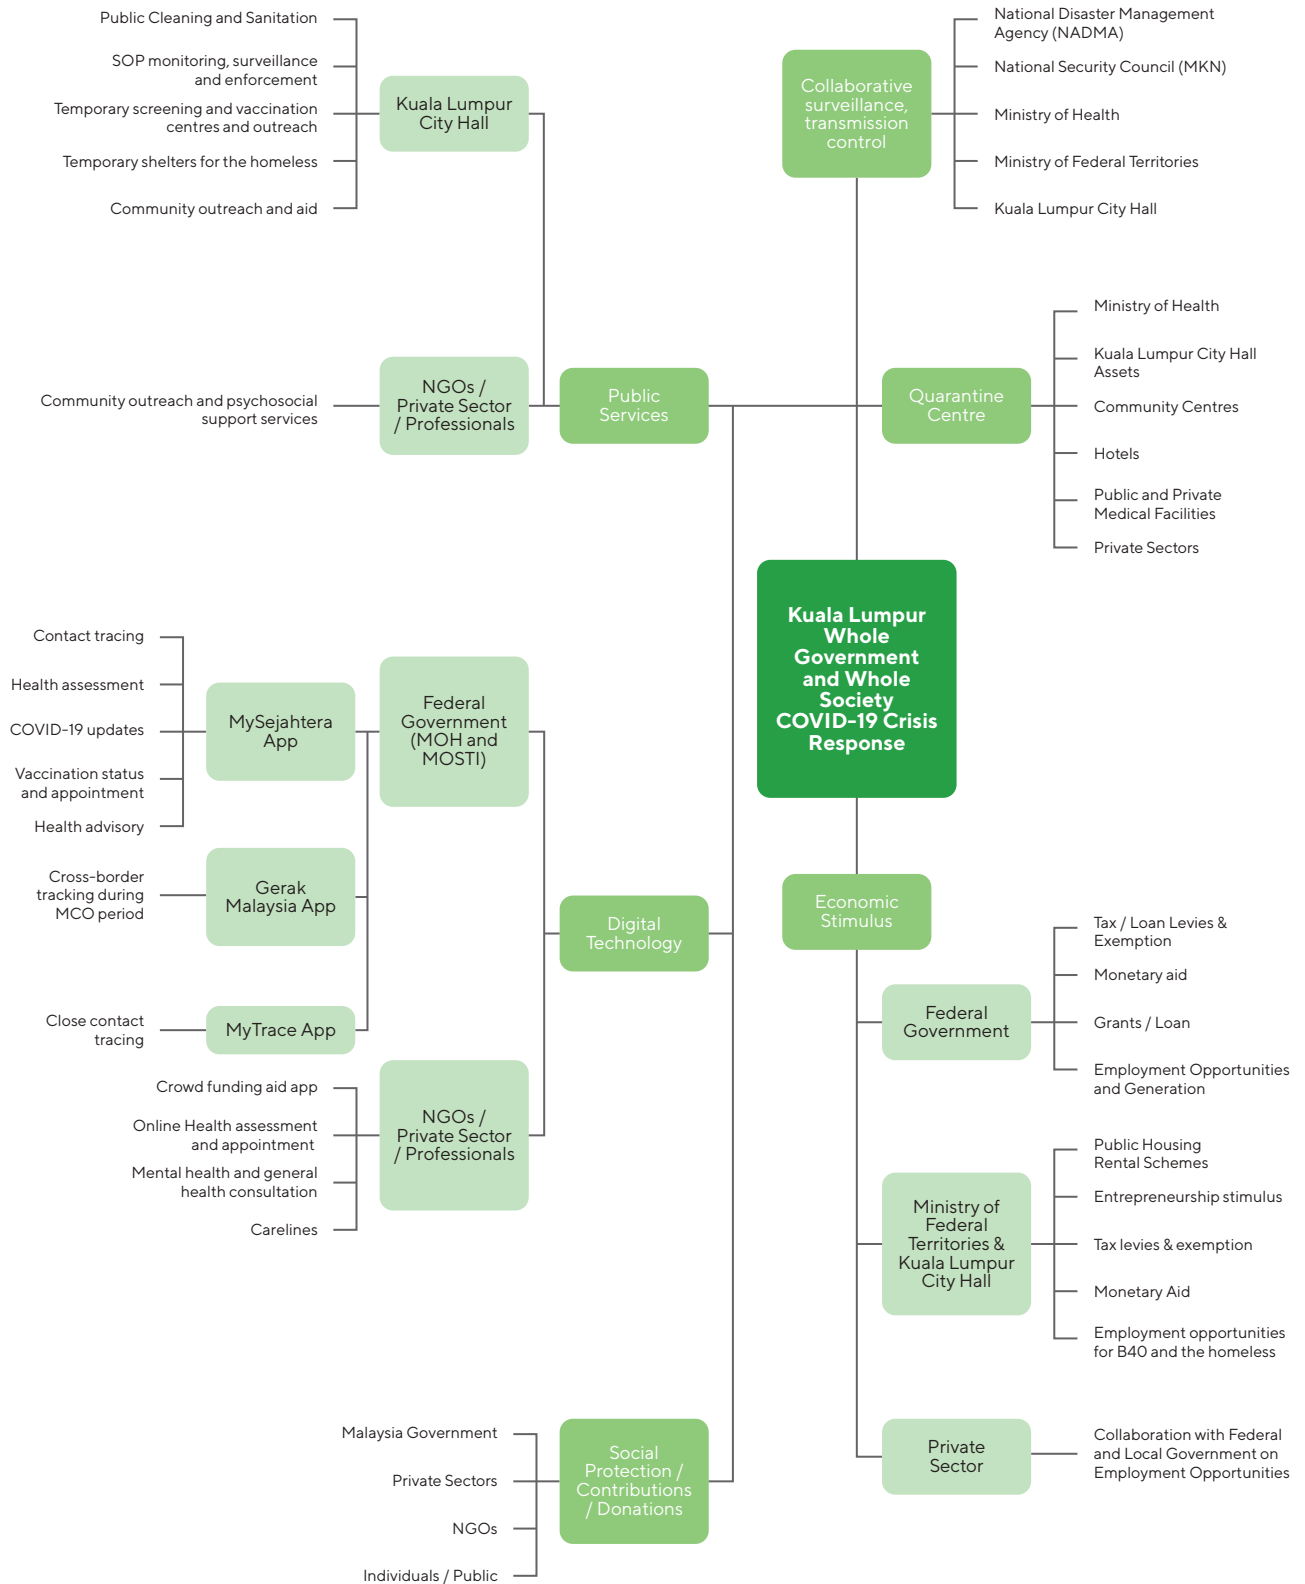 Public Cleaning and Sanitation
SOP monitoring, surveillance
and enforcement
Temporary screening and vaccination
centres and outreach
Temporary shelters for the homeless
Community outreach and aid
Kuala Lumpur
City Hall
Collaborative
surveillance,
transmission
control
National Disaster Management
Agency (NADMA)
National Security Council (MKN)
Ministry of Health
Ministry of Federal Territories
Kuala Lumpur City Hall
Community outreach and psychosocial
support services
NGOs /
Private Sector
/ Professionals
Public
Services
Quarantine
Centre
Ministry of Health
Kuala Lumpur City Hall
Assets
Community Centres
Hotels
Public and Private
Medical Facilities
Private Sectors
Kuala Lumpur
Whole
Government
and Whole
Society
COVID-19 Crisis
Response
Contact tracing
Health assessment
COVID-19 updates
Vaccination status
and appointment
Health advisory
MySejahtera
App
Federal
Government
(MOH and
MOSTI)
Cross-border
tracking during
MCO period
Gerak
Malaysia App
Close contact
tracing
MyTrace App
Digital
Technology
Crowd funding aid app
Online Health assessment
and appointment
Mental health and general
health consultation
Carelines
NGOs /
Private Sector
/ Professionals
Economic
Stimulus
Federal
Government
Tax / Loan Levies &
Exemption
Monetary aid
Grants / Loan
Employment Opportunities
and Generation
Ministry of
Federal
Territories &
Kuala Lumpur
City Hall
Public Housing
Rental Schemes
Entrepreneurship stimulus
Tax levies & exemption
Monetary Aid
Employment opportunities
for B40 and the homeless
Private
Sector
Collaboration with Federal
and Local Government on
Employment Opportunities
Malaysia Government
Private Sectors
NGOs
Individuals / Public
Social
Protection /
Contributions
/ Donations